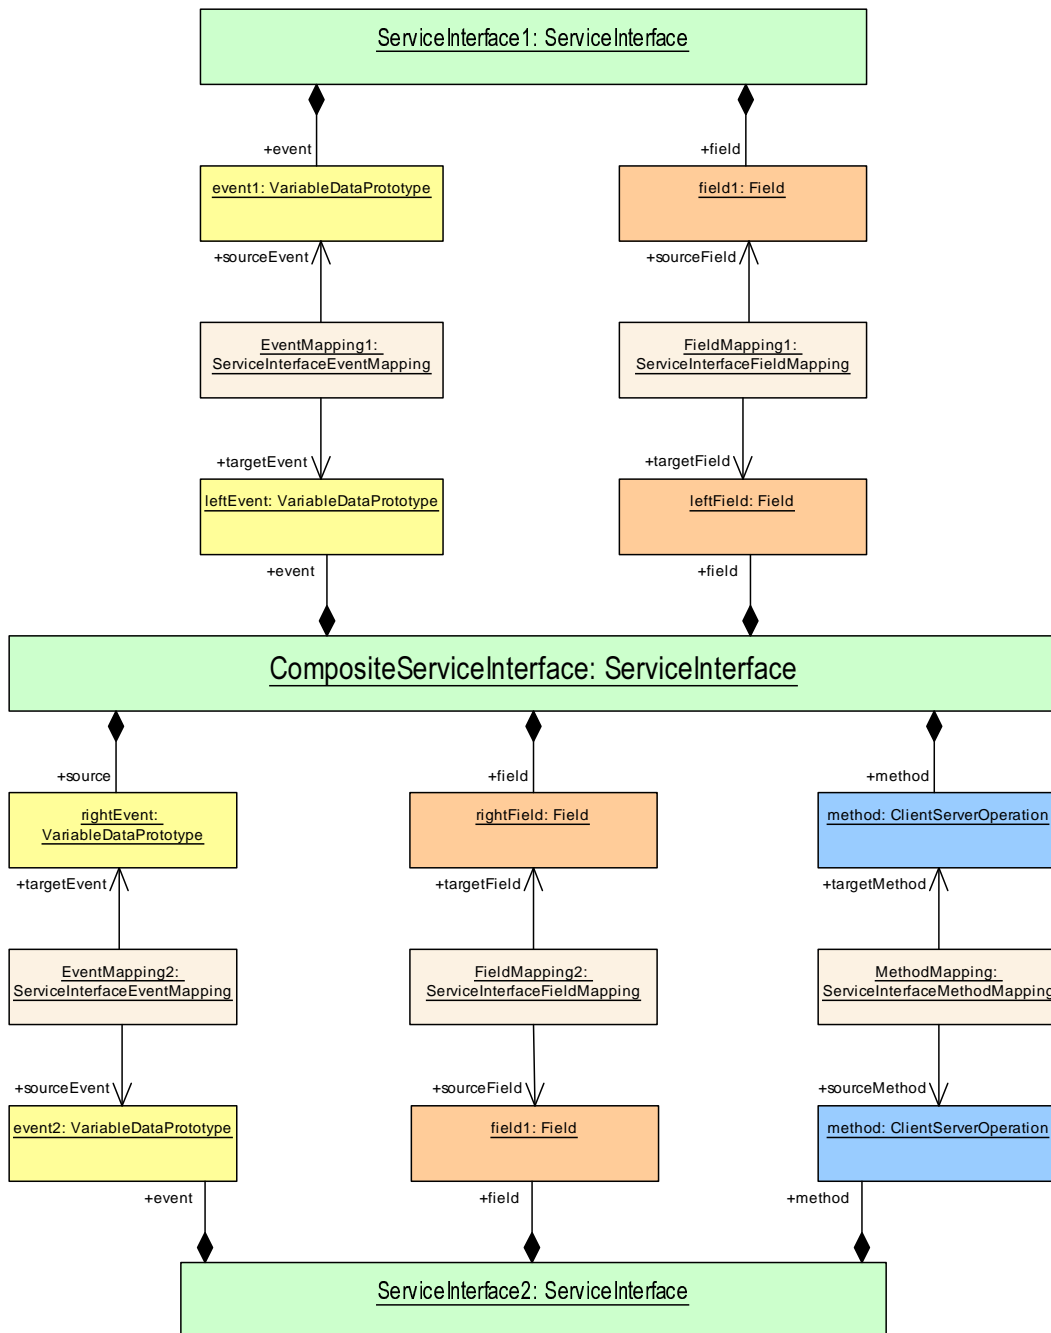 ServiceInterface1: ServiceInterface
+event
+field
event1: VariableDataPrototype
field1: Field
+sourceEvent
+sourceField
EventMapping1:
ServiceInterfaceEventMapping
FieldMapping1:
ServiceInterfaceFieldMapping
+targetEvent
+targetField
leftEvent: VariableDataPrototype
leftField: Field
+event
+field
CompositeServiceInterface: ServiceInterface
+source
+field
+method
rightEvent:
VariableDataPrototype
rightField: Field
method: ClientServerOperation
+targetEvent
+targetField
+targetMethod
EventMapping2:
ServiceInterfaceEventMapping
FieldMapping2:
ServiceInterfaceFieldMapping
MethodMapping:
ServiceInterfaceMethodMapping
+sourceEvent
+sourceField
+sourceMethod
event2: VariableDataPrototype
field1: Field
method: ClientServerOperation
+event
+field
+method
ServiceInterface2: ServiceInterface